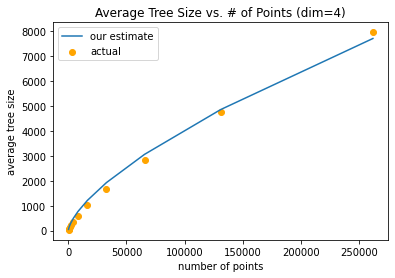 Average Tree Size vs. # of Points (dim=4)
our estimate
actual
8000
7000
6000
5000
4000
3000
2000
1000
0
average tree size
0 50000 100000 150000 200000 250000
number of points